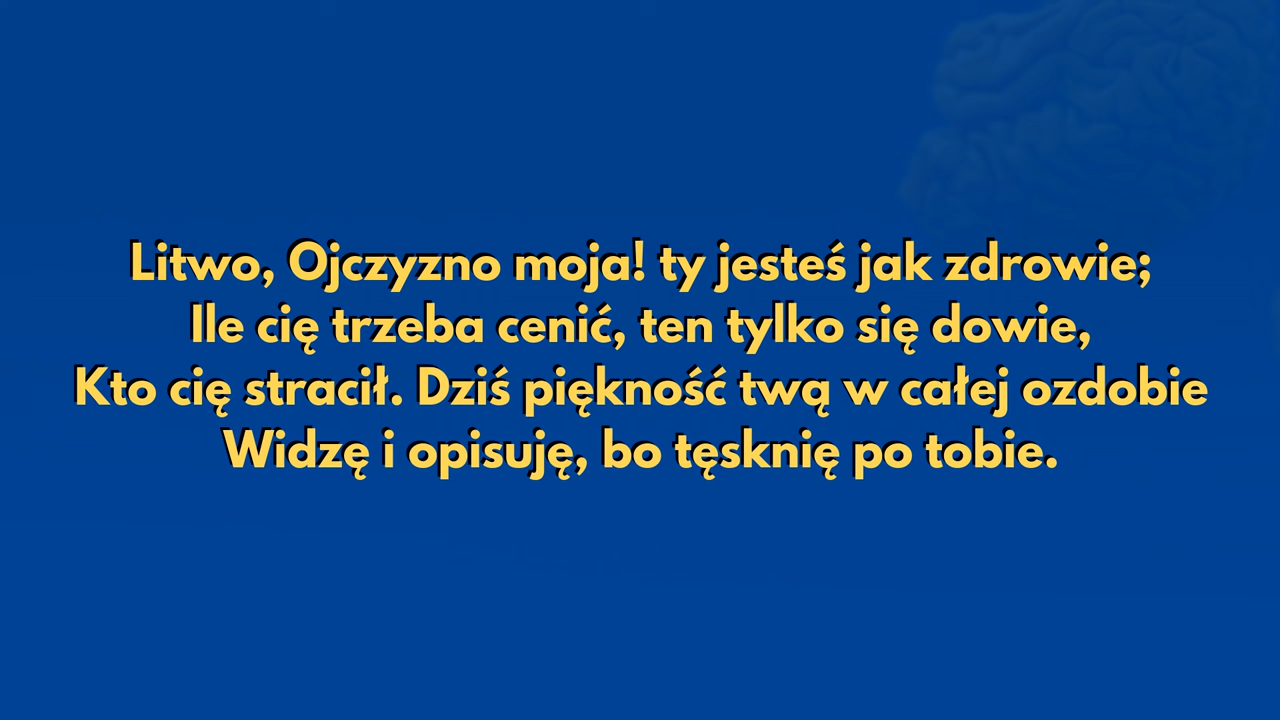 Litwo, Ojczyzno moja! ty jesteś jak zdrowie;
Ile cię trzeba cenić, ten tylko się dowie,
Kto cię stracił. Dziś piękność twą w całej ozdobie
Widzę i opisuję, bo tęsknię po tobie.